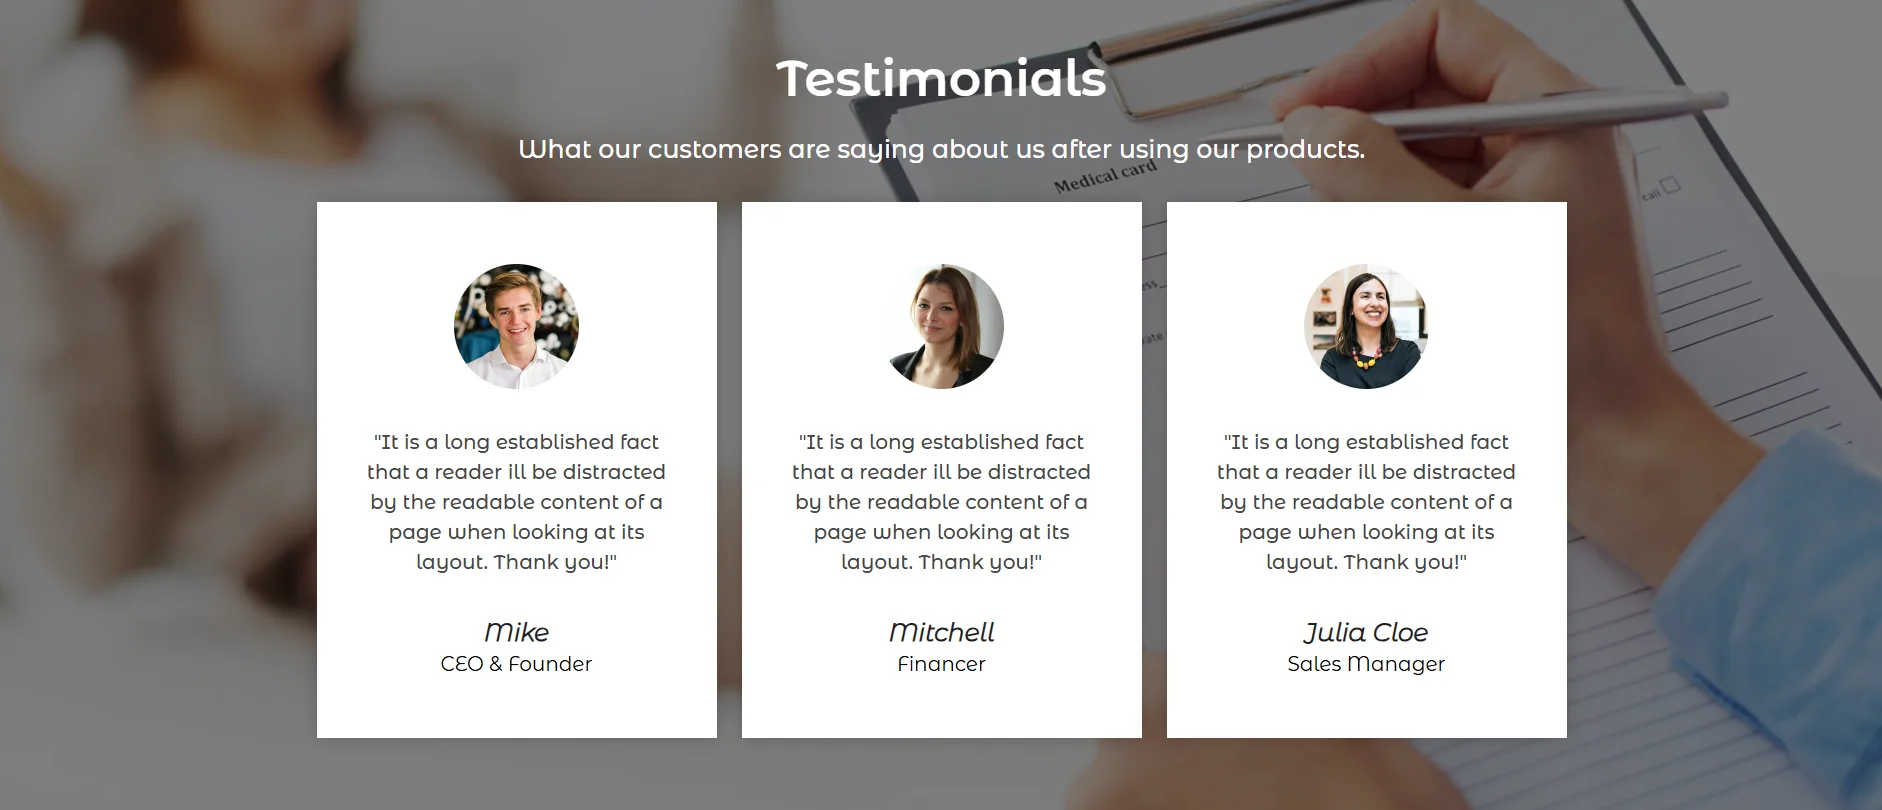 Testimonials
What our customers are saying about us after using our products.
Medical card
call
"It is a long established fact
that a reader ill be distracted
by the readable content of a
page when looking at its
layout. Thank you!"
Mike
CEO & Founder
"It is a long established fact
that a reader ill be distracted
by the readable content of a
page when looking at its
layout. Thank you!"
Mitchell
Financer
"It is a long established fact
that a reader ill be distracted
by the readable content of a
page when looking at its
layout. Thank you!"
Julia Cloe
Sales Manager